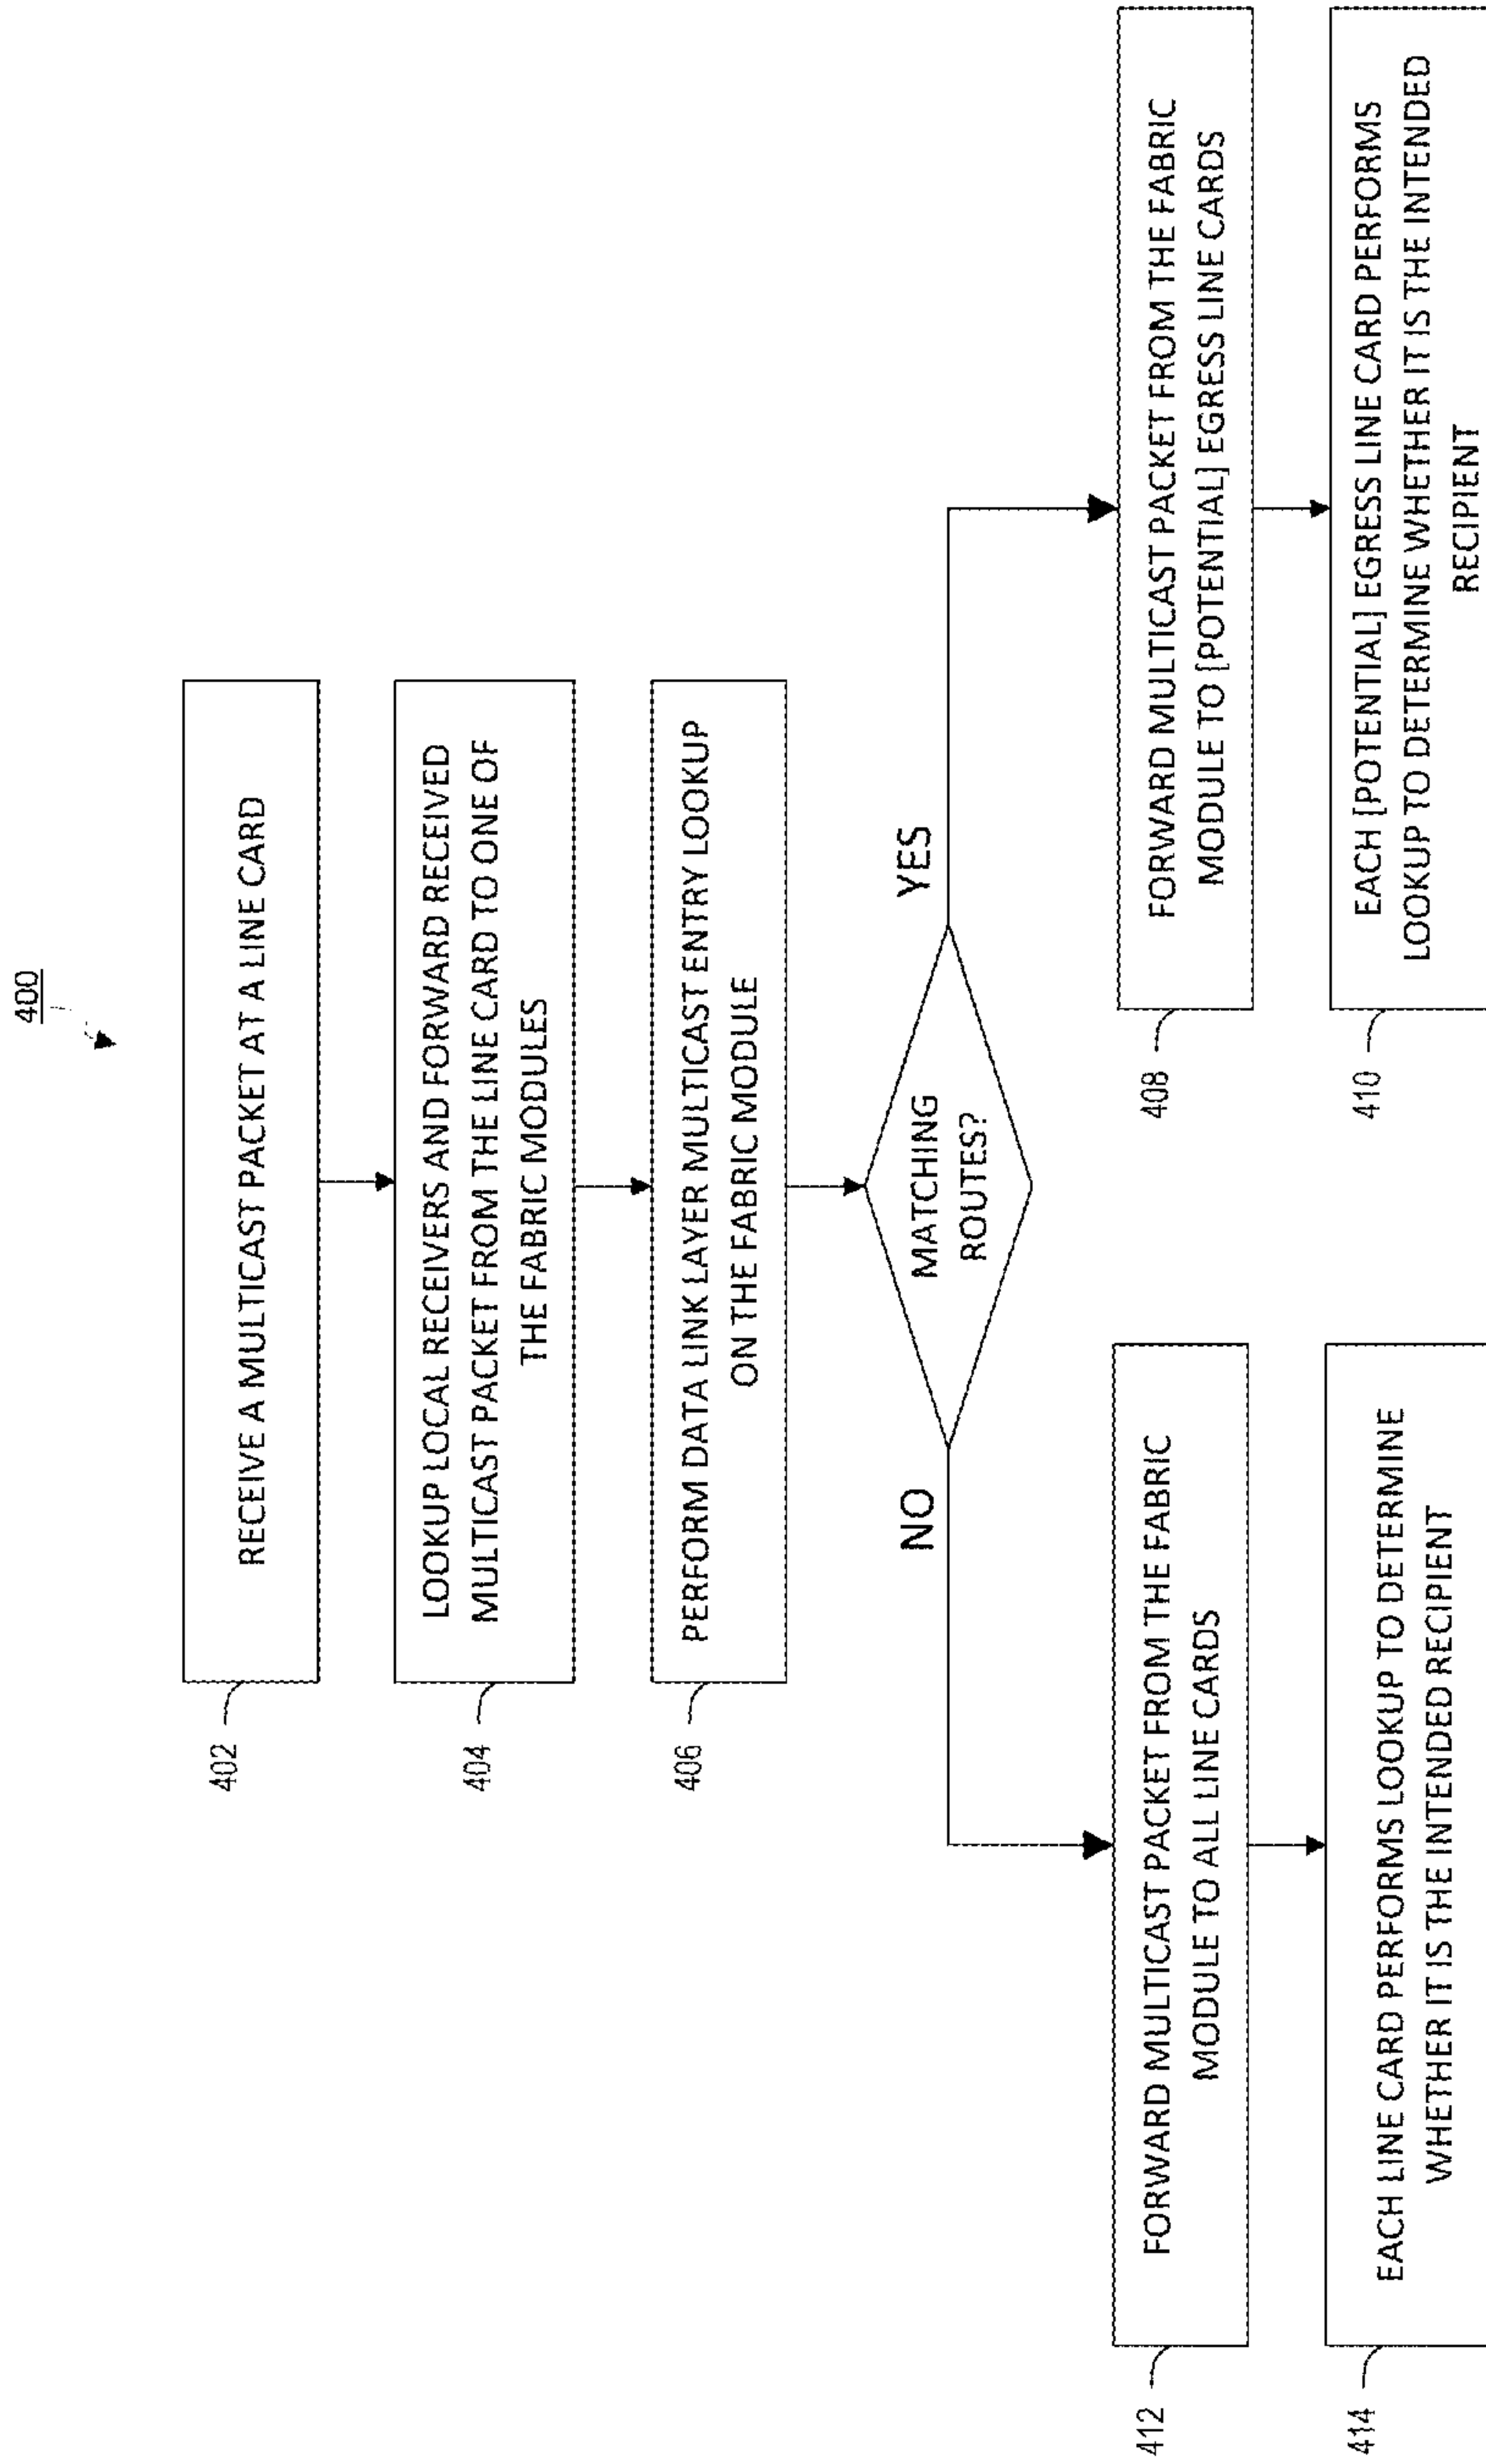 400
RECEIVE A MULTICAST PACKET AT A LINE CARD
402
LOOKUP LOCAL RECEIVERS AND FORWARD RECEIVED
MULTICAST PACKET FROM THE LINE CARD TO ONE OF
THE FABRIC MODULES
404
PERFORM DATA LINK LAYER MULTICAST ENTRY LOOKUP
ON THE FABRIC MODULE
406
MATCHING
ROUTES?
NO
YES
FORWARD MULTICAST PACKET FROM THE FABRIC
MODULE TO ALL LINE CARDS
412
EACH LINE CARD PERFORMS LOOKUP TO DETERMINE
WHETHER IT IS THE INTENDED RECIPIENT
414
FORWARD MULTICAST PACKET FROM THE FABRIC
MODULE TO [POTENTIAL] EGRESS LINE CARDS
408
EACH [POTENTIAL] EGRESS LINE CARD PERFORMS
LOOKUP TO DETERMINE WHETHER IT IS THE INTENDED
RECIPIENT
410